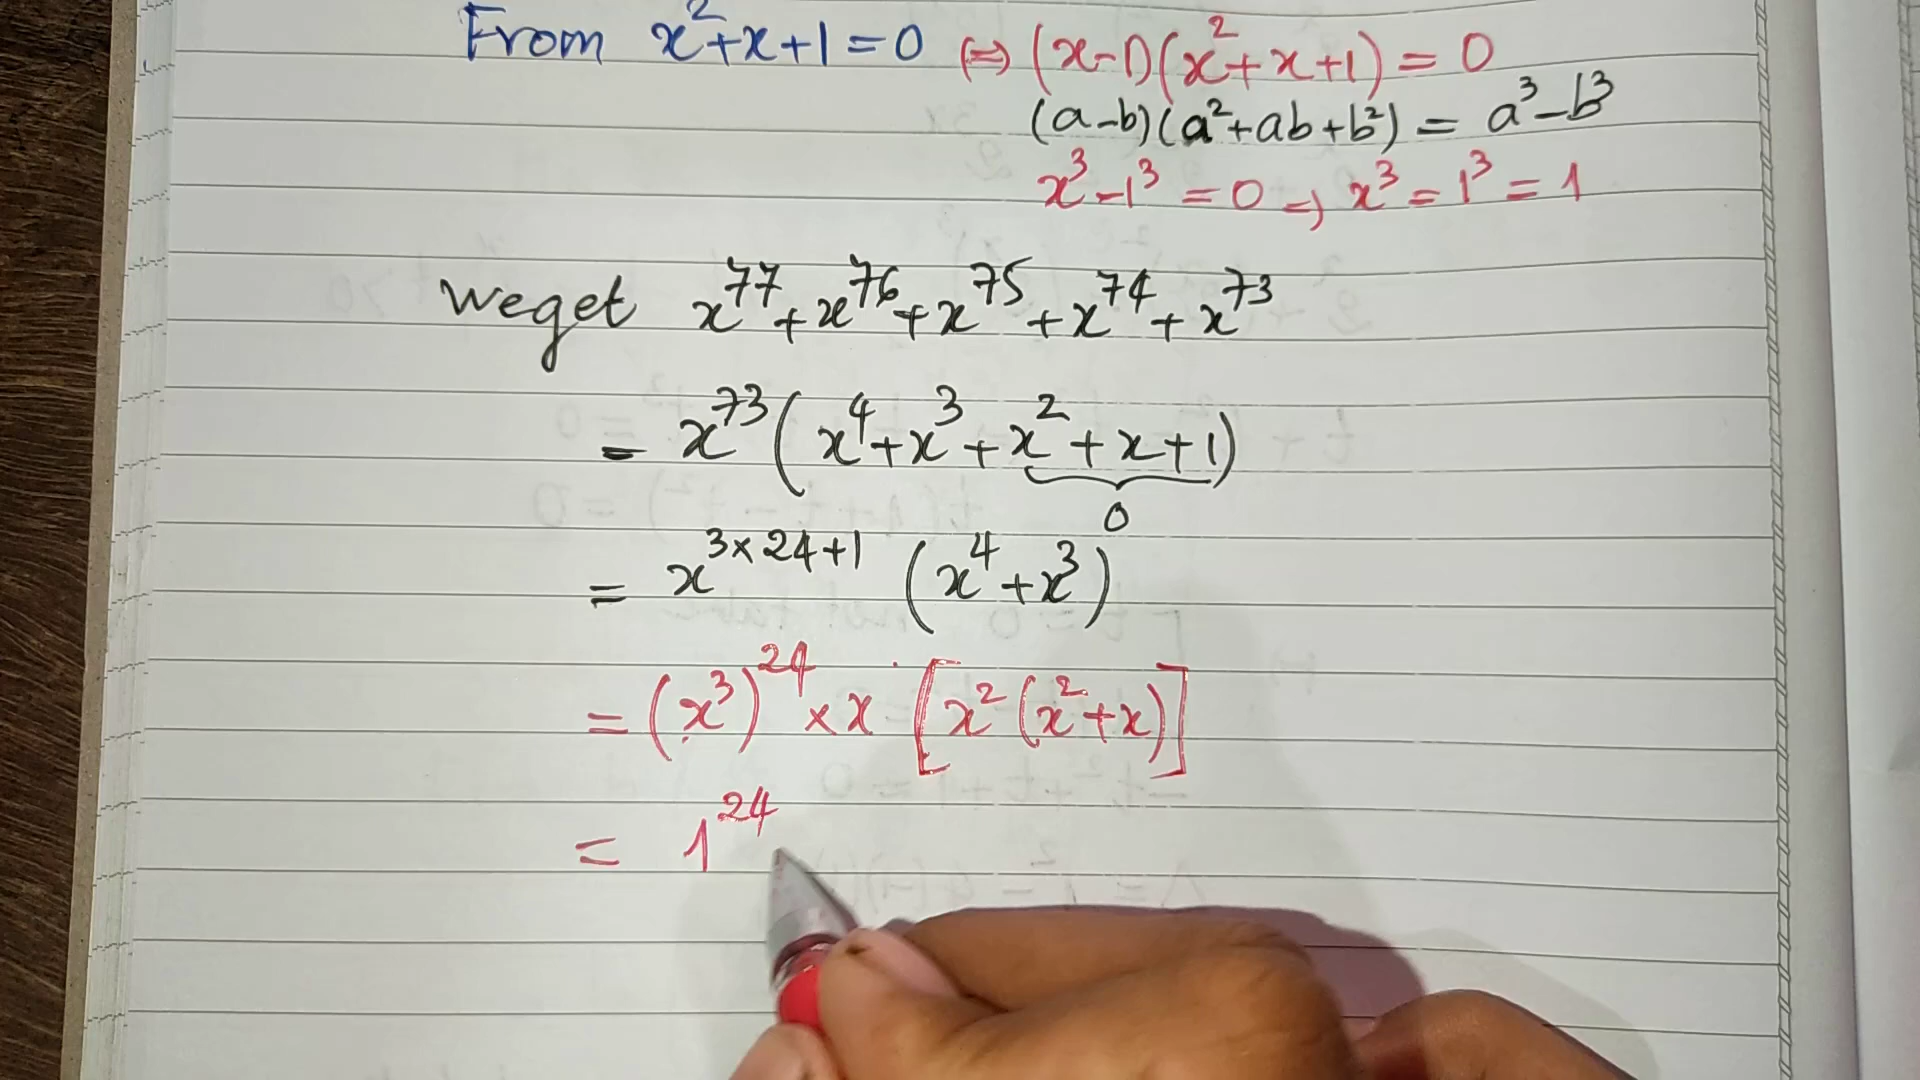 From x²+x+1=0 (=) (x-1)(x²+x+1)=0
(a-b)(a²+ab+b²) = a³-b³
x³-1³ = 0 => x³ = 1³ = 1
we get x⁷⁷+x⁷⁶+x⁷⁵+x⁷⁴+x⁷³
= x⁷³(x⁴+x³+x²+x+1)
0
= x^(3×24+1) (x⁴+x³)
= (x³)²⁴ × x [x²(x²+x)]
= 1²⁴